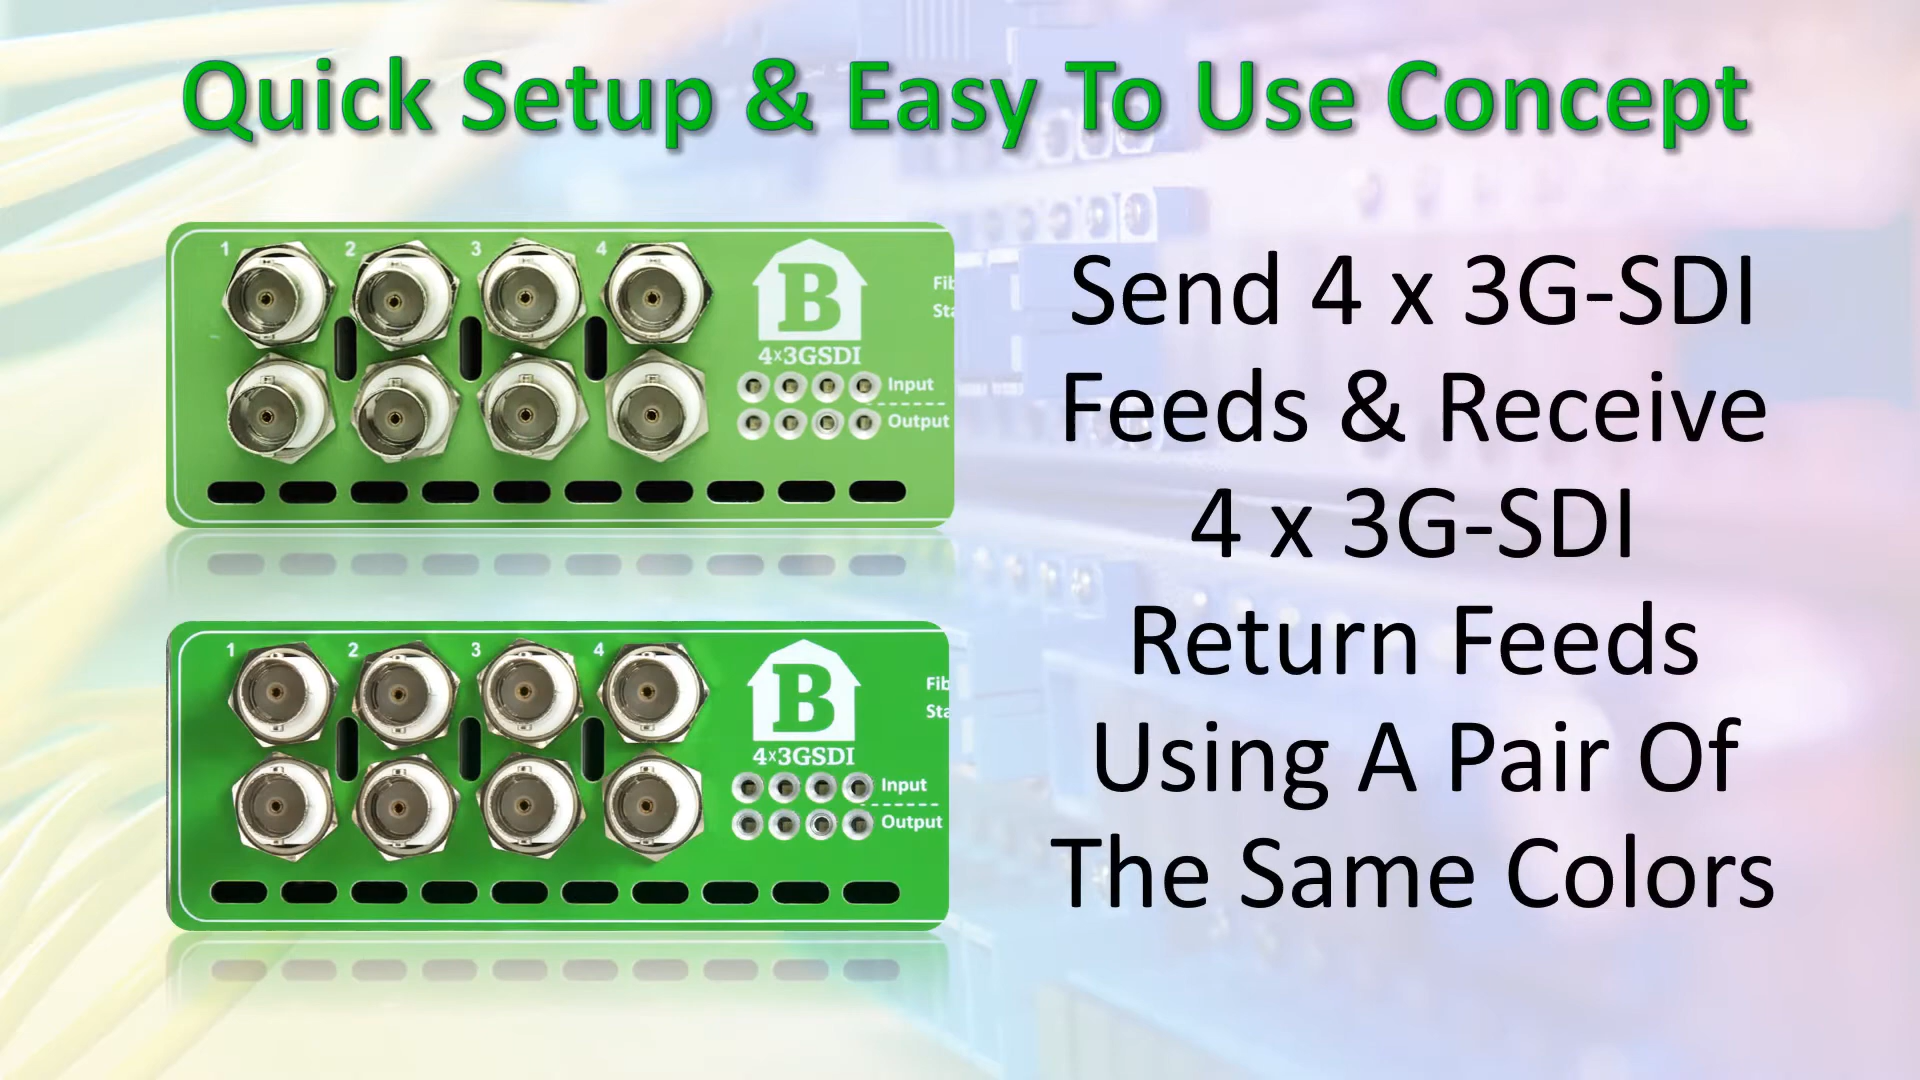 Quick Setup & Easy To Use Concept
1 2 3 4
B
4x3GSDI
Input
Output
Send 4 x 3G-SDI
Feeds & Receive
4 x 3G-SDI
Return Feeds
Using A Pair Of
The Same Colors
1 2 3 4
B
4x3GSDI
Input
Output